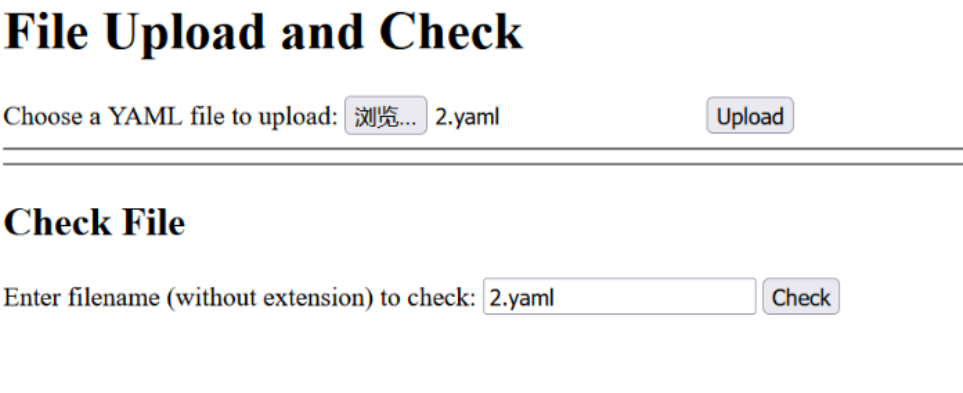 File Upload and Check
Choose a YAML file to upload: 浏览... 2.yaml Upload
Check File
Enter filename (without extension) to check: 2.yaml Check